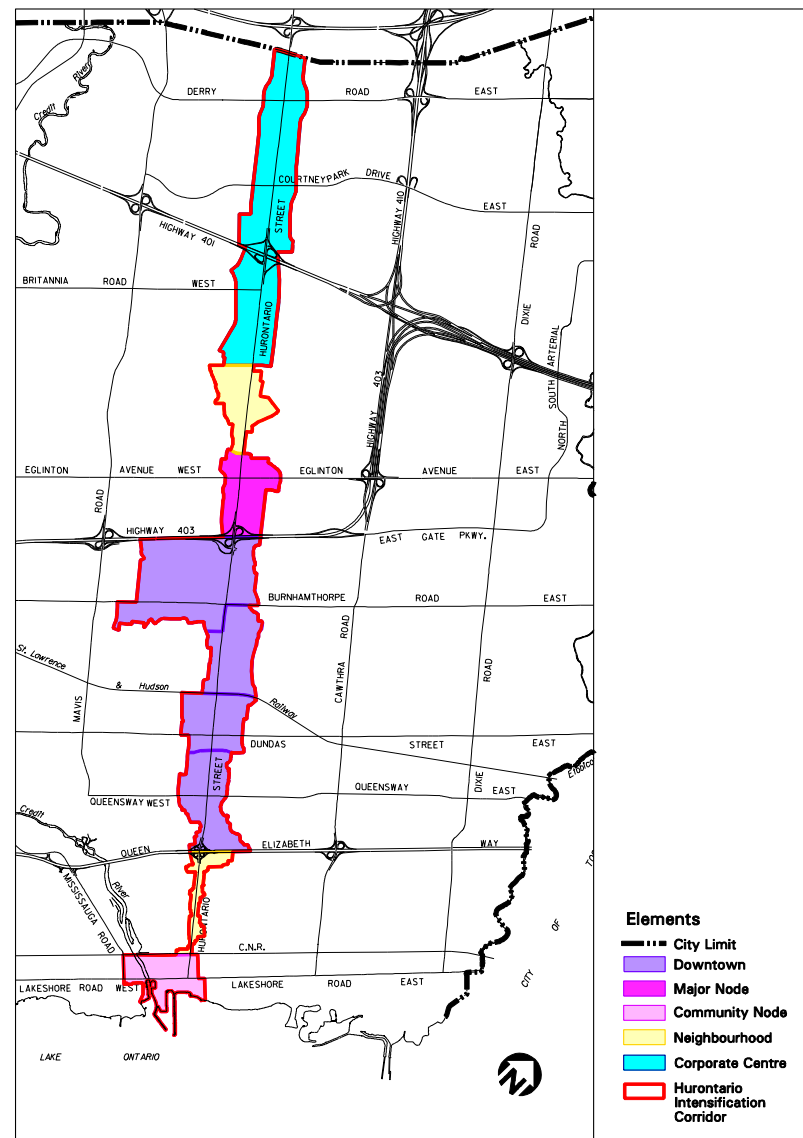 River
Credit
DERRY ROAD EAST
COURTNEYPARK DRIVE EAST
HIGHWAY 401
HIGHWAY 410
STREET
ROAD
BRITANNIA ROAD WEST
HURONTARIO
DIXIE
SOUTH ARTERIAL
NORTH
HIGHWAY 403
EGLINTON AVENUE WEST
EGLINTON AVENUE EAST
ROAD
HIGHWAY 403
EAST GATE PKWY.
BURNHAMTHORPE ROAD EAST
ROAD
ROAD
St. Lawrence & Hudson Railway
CAWTHRA
MAVIS
DUNDAS STREET EAST
STREET
DIXIE
QUEENSWAY WEST
QUEENSWAY EAST
Credit
River
QUEEN ELIZABETH WAY
MISSISSAUGA ROAD
HURONTARIO
C.N.R.
LAKESHORE ROAD WEST
LAKESHORE ROAD EAST
CITY OF
LAKE ONTARIO
N
Elements
City Limit
Downtown
Major Node
Community Node
Neighbourhood
Corporate Centre
Hurontario
Intensification
Corridor